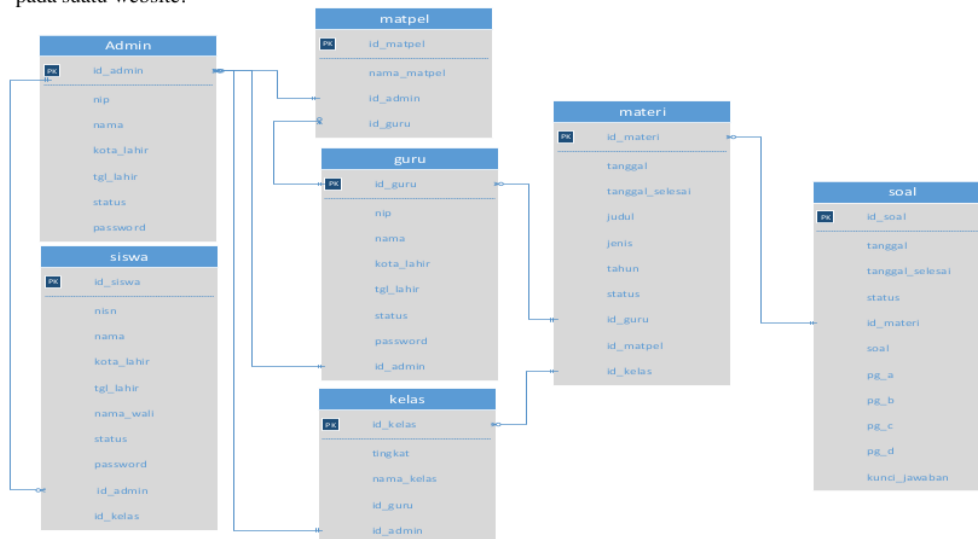 pada suatu website.
Admin
PK id_admin
nip
nama
kota_lahir
tgl_lahir
status
password
siswa
PK id_siswa
nisn
nama
kota_lahir
tgl_lahir
nama_wali
status
password
id_admin
id_kelas
matpel
PK id_matpel
nama_matpel
id_admin
id_guru
guru
PK id_guru
nip
nama
kota_lahir
tgl_lahir
status
password
id_admin
kelas
PK id_kelas
tingkat
nama_kelas
id_guru
id_admin
materi
PK id_materi
tanggal
tanggal_selesai
judul
jenis
tahun
status
id_guru
id_matpel
id_kelas
soal
PK id_soal
tanggal
tanggal_selesai
status
id_materi
soal
pg_a
pg_b
pg_c
pg_d
kunci_jawaban